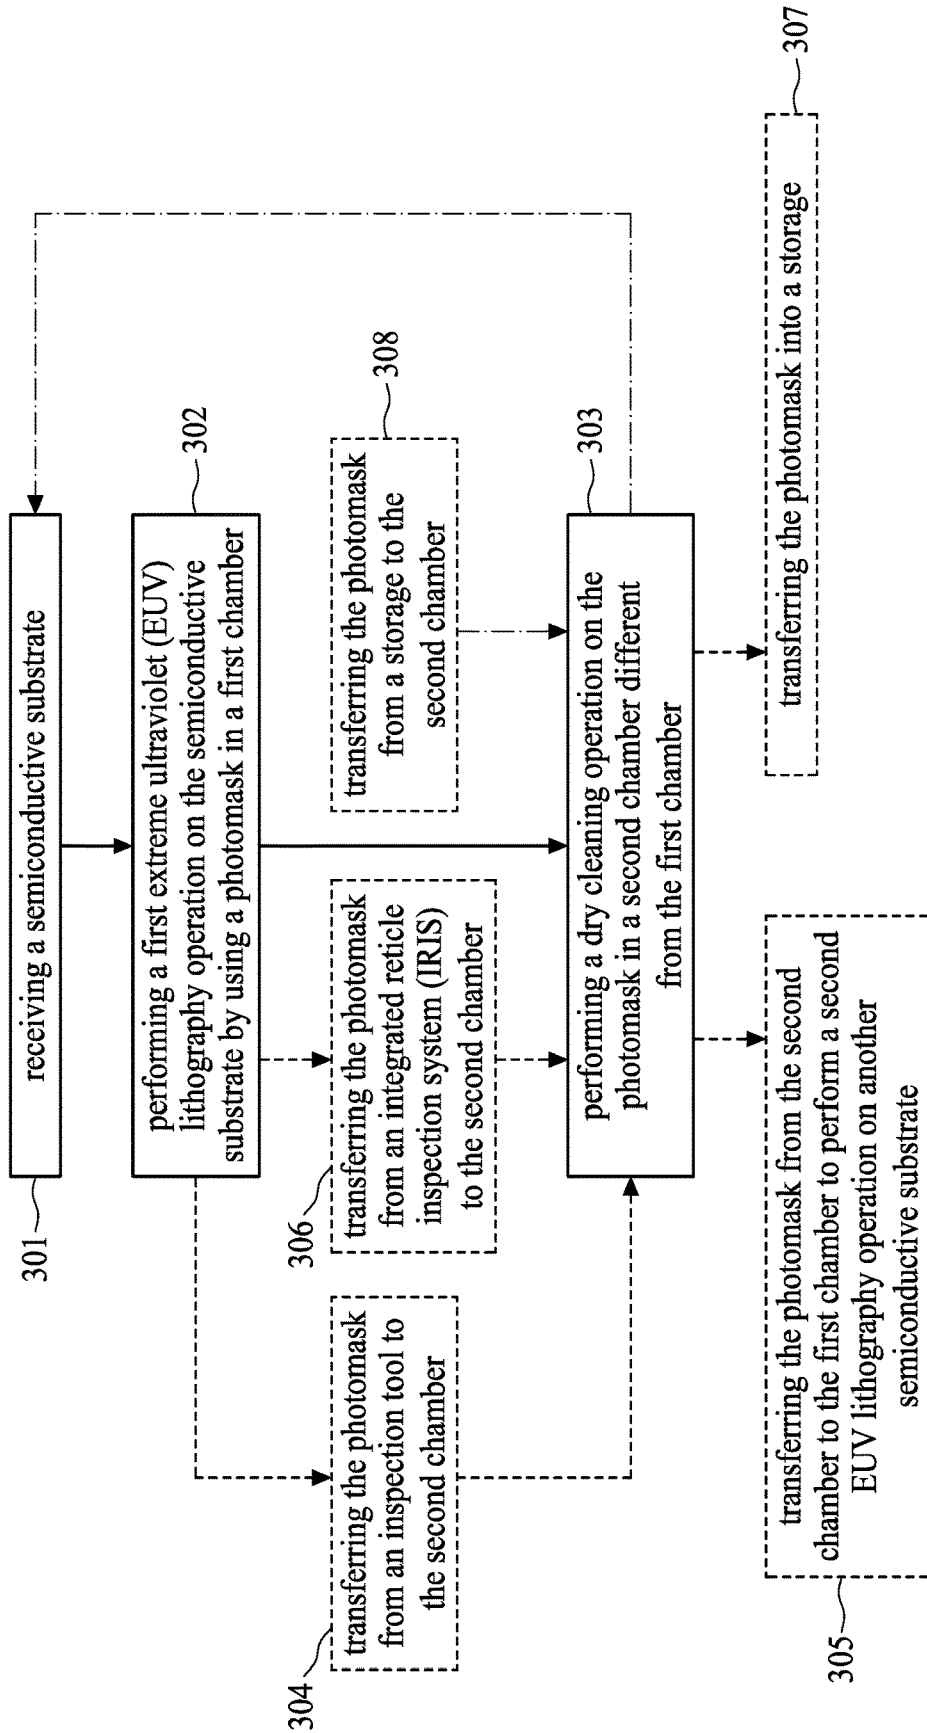 301
receiving a semiconductive substrate
302
performing a first extreme ultraviolet (EUV)
lithography operation on the semiconductive
substrate by using a photomask in a first chamber
304
transferring the photomask
from an inspection tool to
the second chamber
306
transferring the photomask
from an integrated reticle
inspection system (IRIS)
to the second chamber
308
transferring the photomask
from a storage to the
second chamber
303
performing a dry cleaning operation on the
photomask in a second chamber different
from the first chamber
305
transferring the photomask from the second
chamber to the first chamber to perform a second
EUV lithography operation on another
semiconductive substrate
307
transferring the photomask into a storage